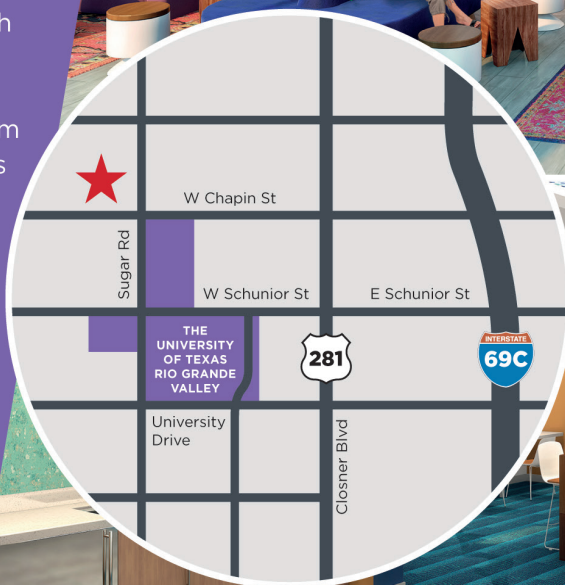 h
m
s
W Chapin St
Sugar Rd
W Schunior St
E Schunior St
THE
UNIVERSITY
OF TEXAS
RIO GRANDE
VALLEY
281
INTERSTATE
69C
University
Drive
Closner Blvd